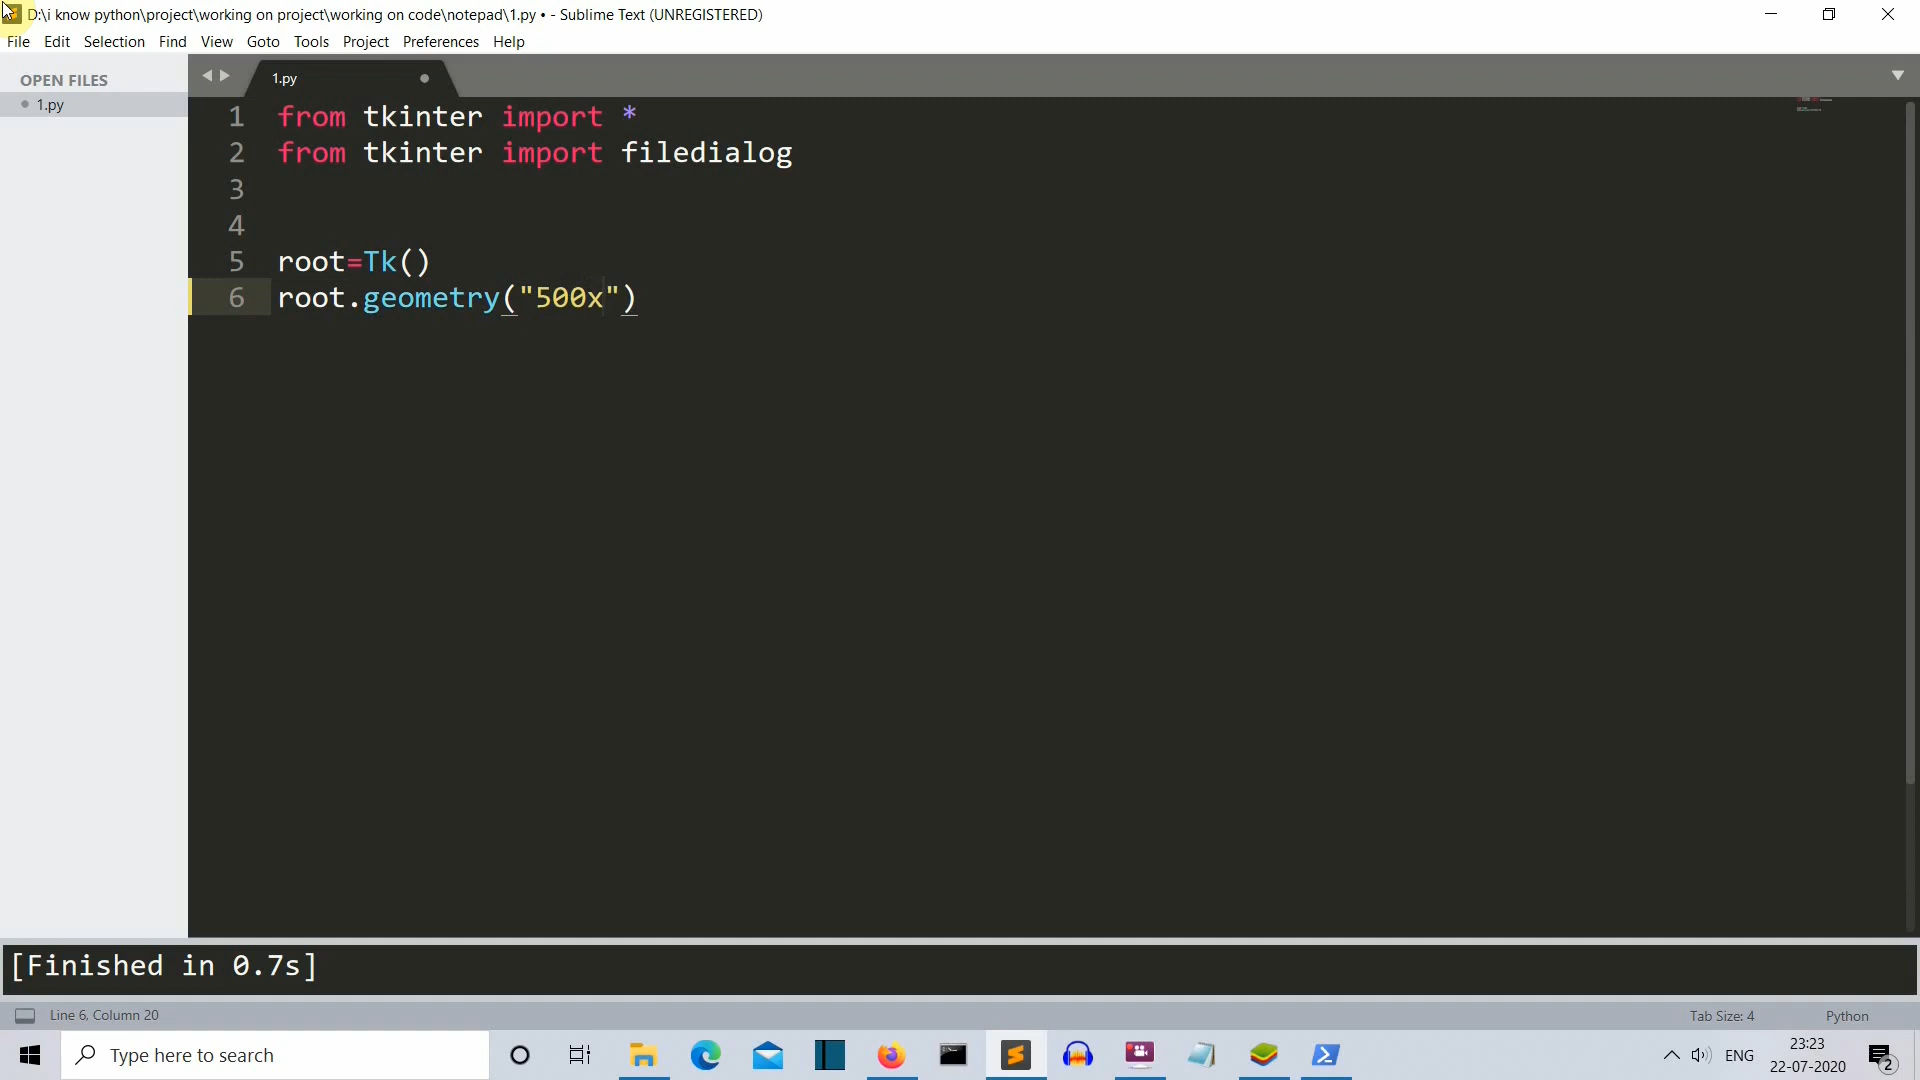 D:\i know python\project\working on project\working on code\notepad\1.py • - Sublime Text (UNREGISTERED)
File Edit Selection Find View Goto Tools Project Preferences Help
OPEN FILES
1.py
1.py
1 from tkinter import *
2 from tkinter import filedialog
3
4
5 root=Tk()
6 root.geometry("500x")
[Finished in 0.7s]
Line 6, Column 20
Tab Size: 4
Python
Type here to search
ENG
23:23
22-07-2020
2